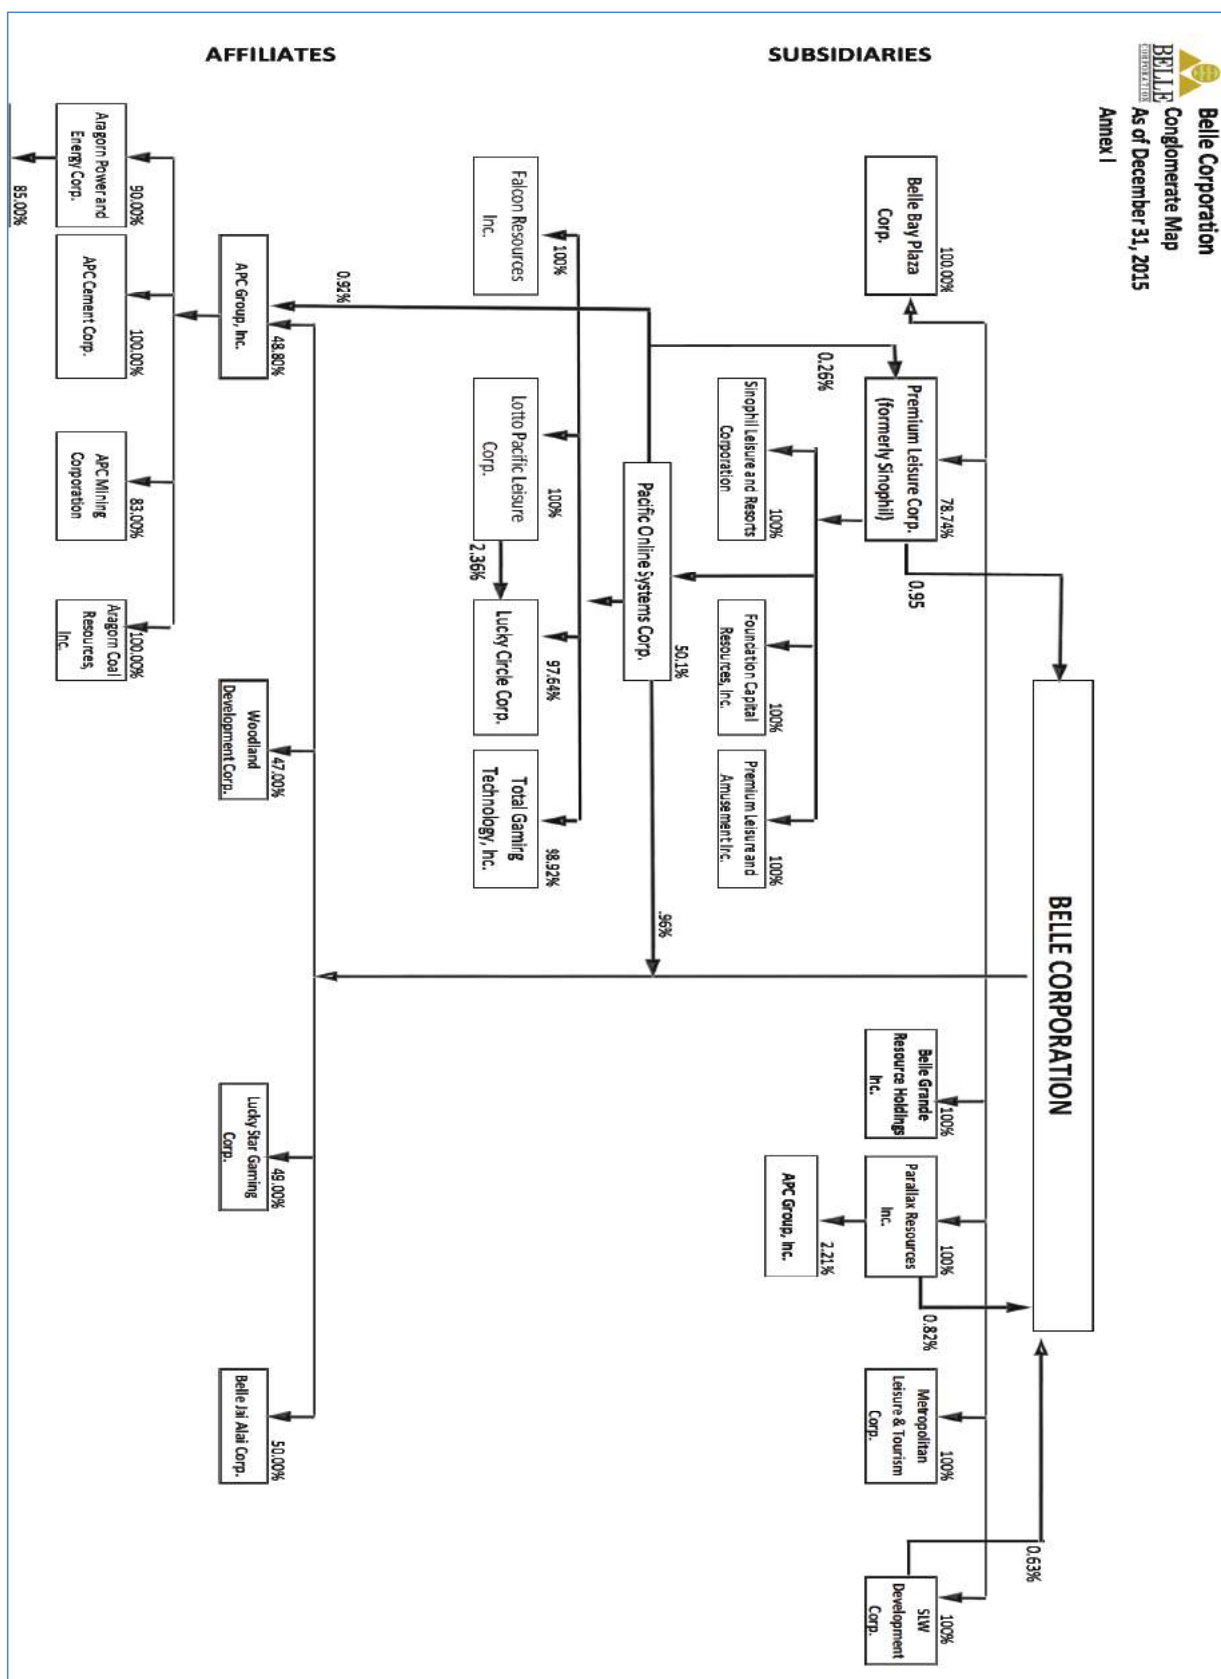 Belle Corporation
Conglomerate Map
As of December 31, 2015
Annex I
BELLE
CORPORATION
BELLE CORPORATION
SUBSIDIARIES
0.95
0.82%
0.63%
100.00%
Belle Bay Plaza
Corp.
78.74%
Premium Leisure Corp.
(formerly Sinophil)
100%
Belle Grande
Resource Holdings
Inc.
100%
Parallax Resources
Inc.
100%
Metropolitan
Leisure & Tourism
Corp.
100%
SLW
Development
Corp.
0.26%
2.21%
APC Group, Inc.
100%
Sinophil Leisure and Resorts
Corporation
100%
Foundation Capital
Resources, Inc.
100%
Premium Leisure and
Amusement Inc.
50.1%
Pacific Online Systems Corp.
.96%
100%
Falcon Resources
Inc.
100%
Lotto Pacific Leisure
Corp.
2.36%
97.64%
Lucky Circle Corp.
98.92%
Total Gaming
Technology, Inc.
AFFILIATES
0.92%
48.80%
APC Group, Inc.
47.00%
Woodland
Development Corp.
49.00%
Lucky Star Gaming
Corp.
50.00%
Belle Jai Alai Corp.
90.00%
Aragorn Power and
Energy Corp.
100.00%
APC Cement Corp.
83.00%
APC Mining
Corporation
100.00%
Aragorn Coal
Resources,
Inc.
85.00%